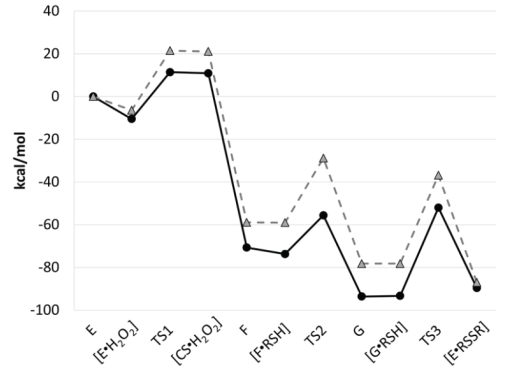 40
20
0
-20
-40
-60
-80
-100
kcal/mol
E
[E•H₂O₂]
TS1
[CS•H₂O₂]
F
[F•RSH]
TS2
G
[G•RSH]
TS3
[E•RSSR]